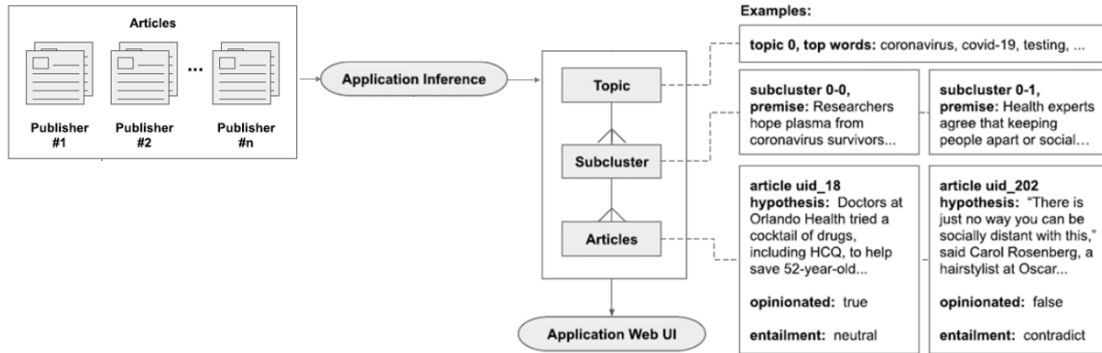 Examples:
Articles
...
Publisher #1
Publisher #2
Publisher #n
Application Inference
Topic
Subcluster
Articles
Application Web UI
topic 0, top words: coronavirus, covid-19, testing, ...
subcluster 0-0,
premise: Researchers
hope plasma from
coronavirus survivors...
subcluster 0-1,
premise: Health experts
agree that keeping
people apart or social...
article uid_18
hypothesis: Doctors at
Orlando Health tried a
cocktail of drugs,
including HCQ, to help
save 52-year-old...
opinionated: true
entailment: neutral
article uid_202
hypothesis: "There is
just no way you can be
socially distant with this,"
said Carol Rosenberg, a
hairstylist at Oscar...
opinionated: false
entailment: contradict